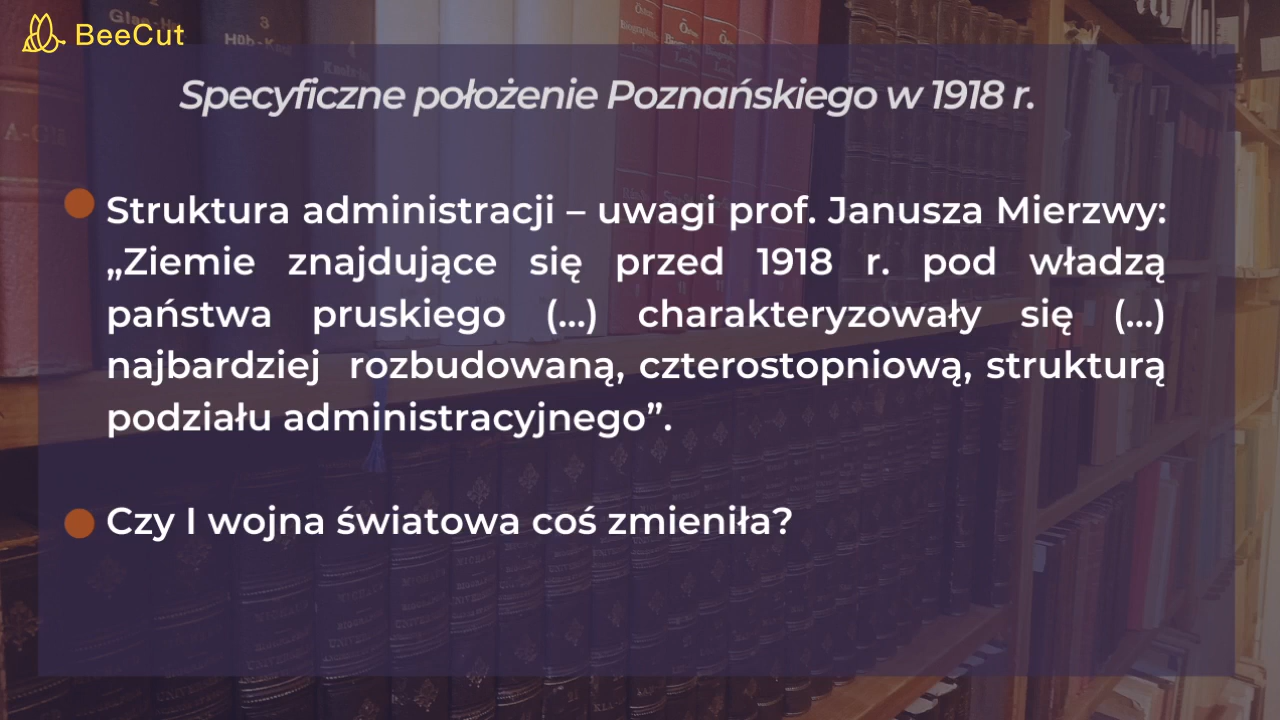 BeeCut
Specyficzne położenie Poznańskiego w 1918 r.
Struktura administracji – uwagi prof. Janusza Mierzwy:
„Ziemie znajdujące się przed 1918 r. pod władzą
państwa pruskiego (...) charakteryzowały się (...)
najbardziej rozbudowaną, czterostopniową, strukturą
podziału administracyjnego”.
Czy I wojna światowa coś zmieniła?